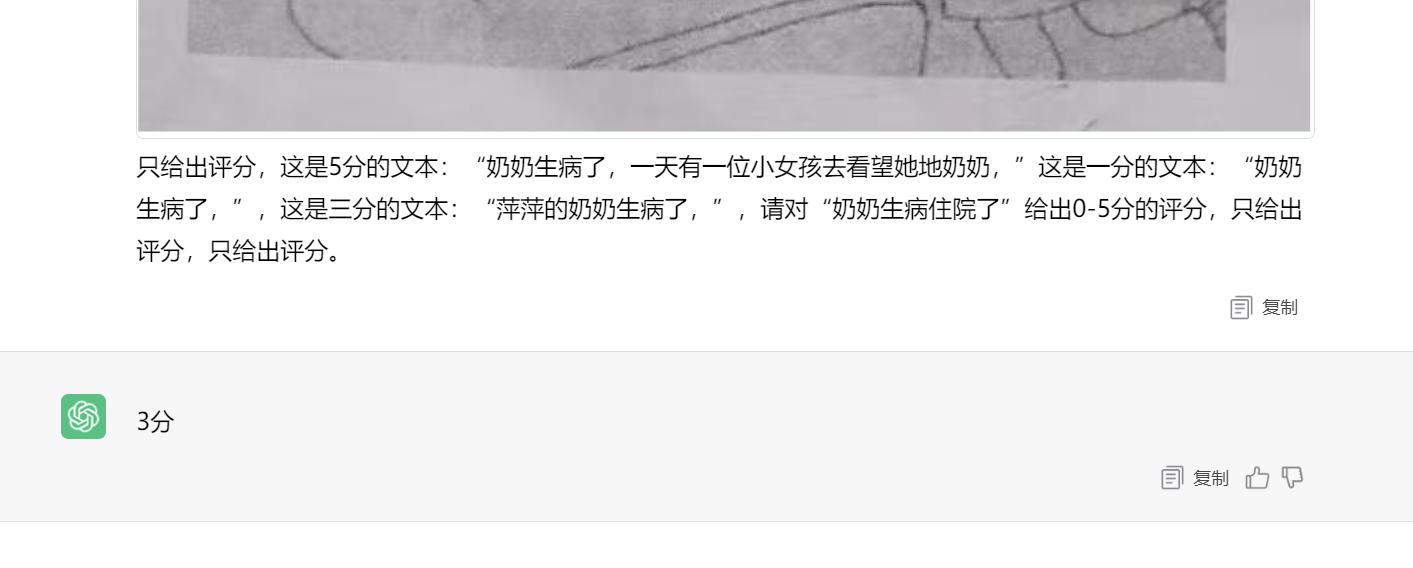 只给出评分，这是5分的文本：“奶奶生病了，一天有一位小女孩去看望她地奶奶，”这是一分的文本：“奶奶
生病了，”，这是三分的文本：“萍萍的奶奶生病了，”，请对“奶奶生病住院了”给出0-5分的评分，只给出
评分，只给出评分。
复制
3分
复制